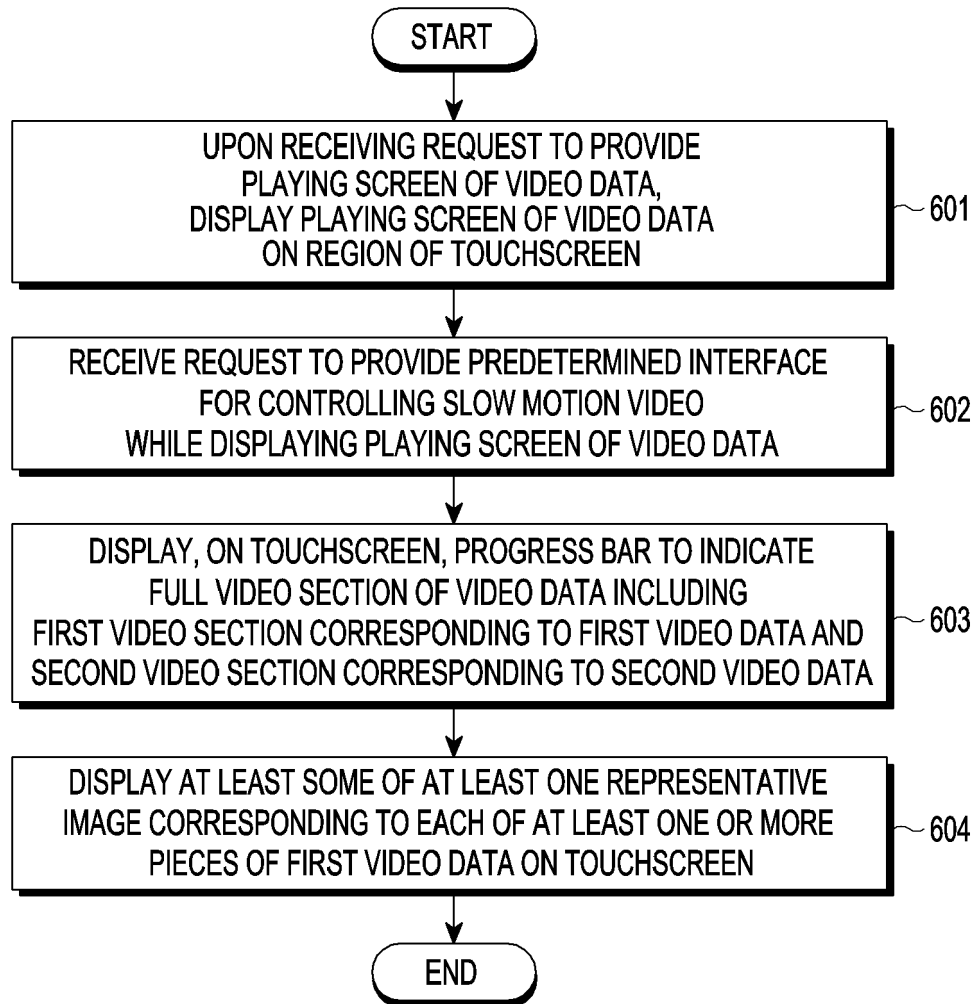 START
UPON RECEIVING REQUEST TO PROVIDE
PLAYING SCREEN OF VIDEO DATA,
DISPLAY PLAYING SCREEN OF VIDEO DATA
ON REGION OF TOUCHSCREEN
601
RECEIVE REQUEST TO PROVIDE PREDETERMINED INTERFACE
FOR CONTROLLING SLOW MOTION VIDEO
WHILE DISPLAYING PLAYING SCREEN OF VIDEO DATA
602
DISPLAY, ON TOUCHSCREEN, PROGRESS BAR TO INDICATE
FULL VIDEO SECTION OF VIDEO DATA INCLUDING
FIRST VIDEO SECTION CORRESPONDING TO FIRST VIDEO DATA AND
SECOND VIDEO SECTION CORRESPONDING TO SECOND VIDEO DATA
603
DISPLAY AT LEAST SOME OF AT LEAST ONE REPRESENTATIVE
IMAGE CORRESPONDING TO EACH OF AT LEAST ONE OR MORE
PIECES OF FIRST VIDEO DATA ON TOUCHSCREEN
604
END